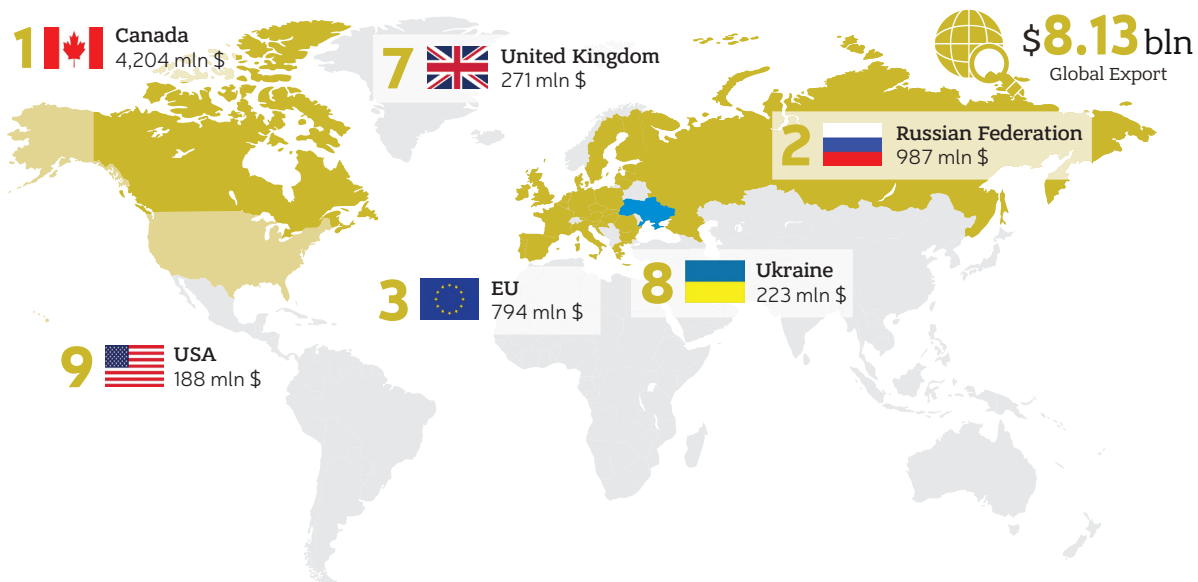 1
Canada
4,204 mln $
7
United Kingdom
271 mln $
$8.13 bln
Global Export
2
Russian Federation
987 mln $
3
EU
794 mln $
8
Ukraine
223 mln $
9
USA
188 mln $